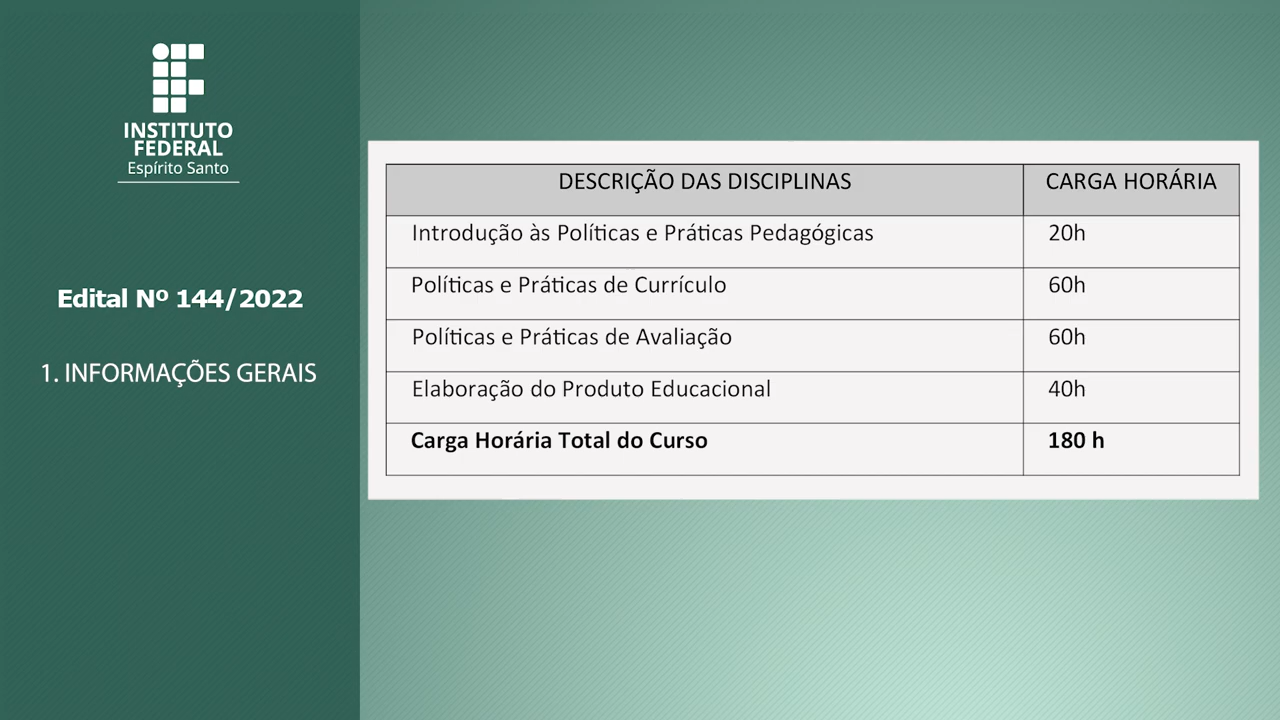 INSTITUTO
FEDERAL
Espírito Santo
Edital Nº 144/2022
1. INFORMAÇÕES GERAIS
DESCRIÇÃO DAS DISCIPLINAS CARGA HORÁRIA
Introdução às Políticas e Práticas Pedagógicas 20h
Políticas e Práticas de Currículo 60h
Políticas e Práticas de Avaliação 60h
Elaboração do Produto Educacional 40h
Carga Horária Total do Curso 180 h